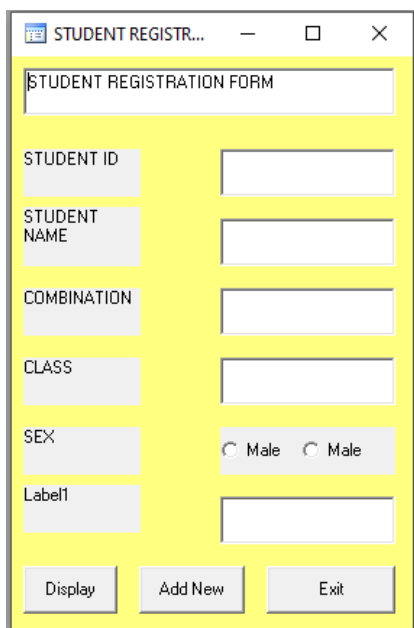 STUDENT REGISTR...
STUDENT REGISTRATION FORM
STUDENT ID
STUDENT
NAME
COMBINATION
CLASS
SEX
Male Male
Label1
Display Add New Exit